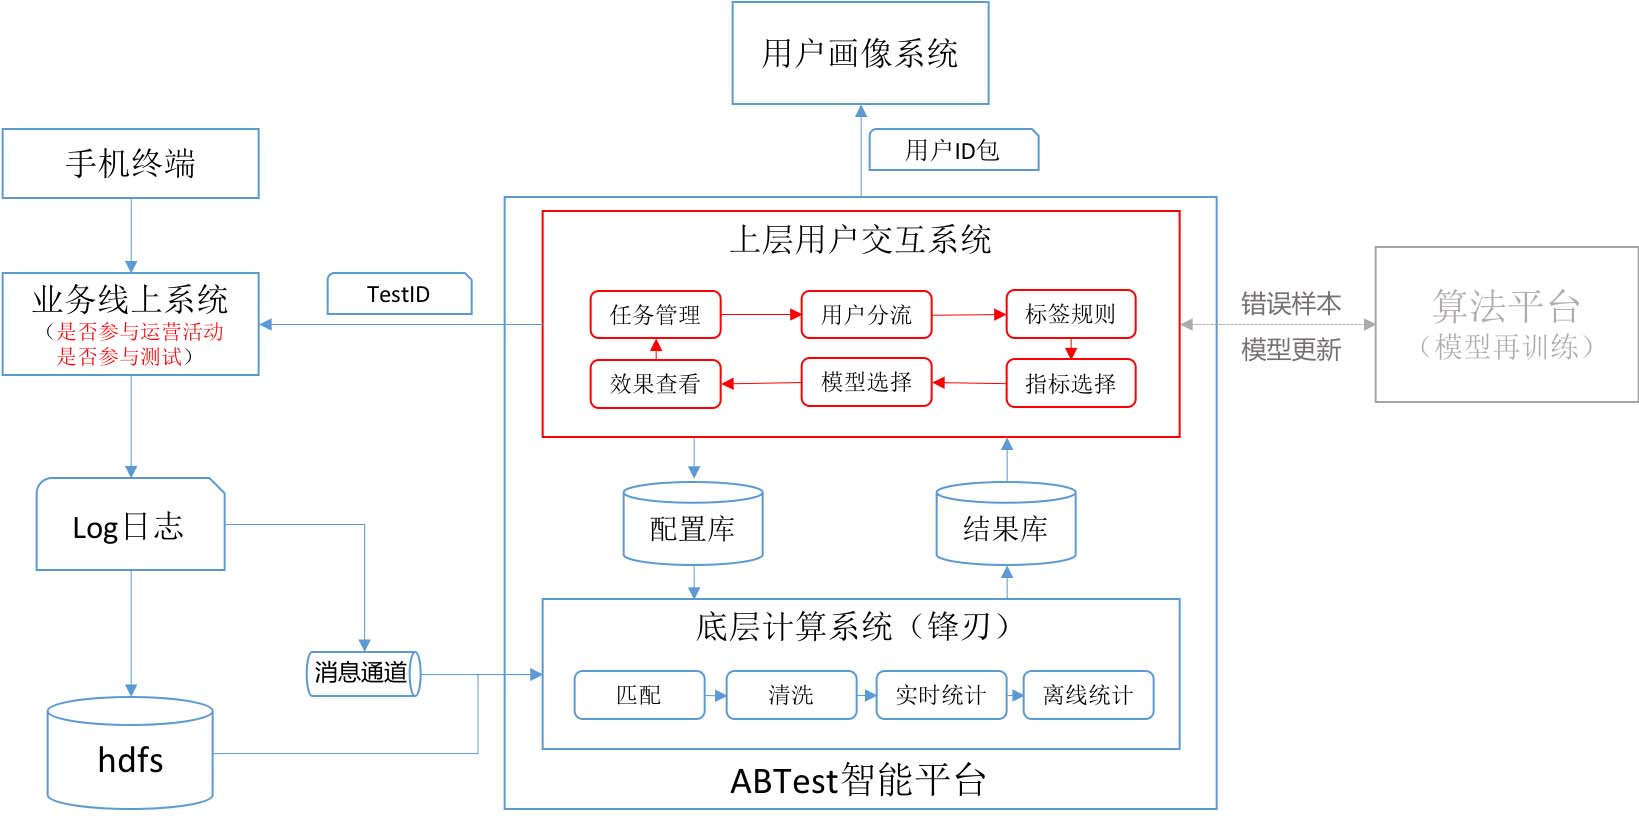 用户画像系统
用户ID包
手机终端
业务线上系统
（是否参与运营活动
是否参与测试）
TestID
上层用户交互系统
任务管理
用户分流
标签规则
效果查看
模型选择
指标选择
错误样本
模型更新
算法平台
（模型再训练）
Log日志
配置库
结果库
消息通道
hdfs
底层计算系统（锋刃）
匹配
清洗
实时统计
离线统计
ABTest智能平台